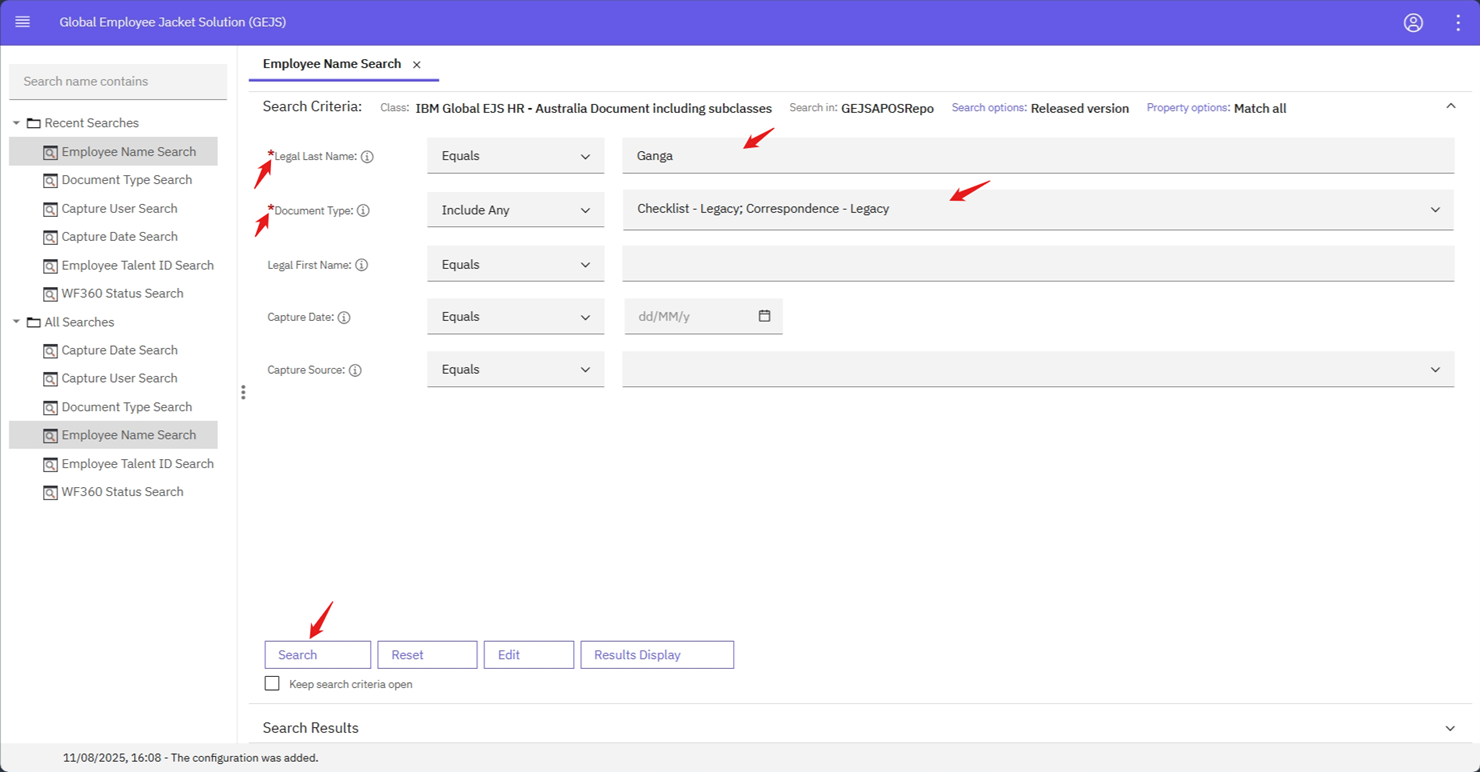 Global Employee Jacket Solution (GEJS)
Search name contains
Recent Searches
Employee Name Search
Document Type Search
Capture User Search
Capture Date Search
Employee Talent ID Search
WF360 Status Search
All Searches
Capture Date Search
Capture User Search
Document Type Search
Employee Name Search
Employee Talent ID Search
WF360 Status Search
Employee Name Search
Search Criteria: Class: IBM Global EJS HR - Australia Document including subclasses Search in: GEJSAPOSRepo Search options: Released version Property options: Match all
*Legal Last Name: Equals Ganga
*Document Type: Include Any Checklist - Legacy; Correspondence - Legacy
Legal First Name: Equals
Capture Date: Equals dd/MM/y
Capture Source: Equals
Search Reset Edit Results Display
Keep search criteria open
Search Results
11/08/2025, 16:08 - The configuration was added.